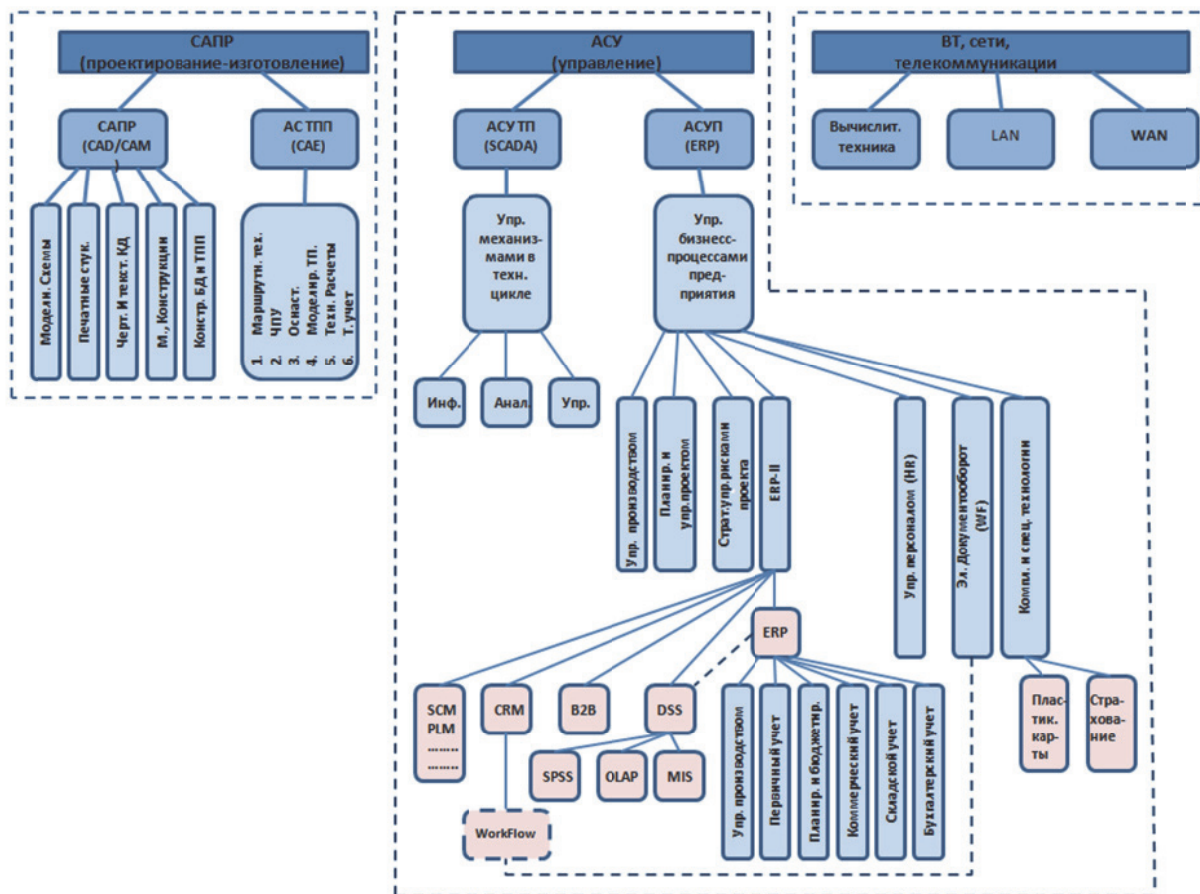 САПР
(проектирование-изготовление)
САПР
(CAD/CAM
)
АС ТПП
(CAE)
Модели. Схемы
Печатные стук.
Черт. И текст. КД
М., Конструкции
Констр. БД и ТПП
1. Маршрутн. тех.
2. ЧПУ
3. Оснаст.
4. Моделир. ТП.
5. Техн. Расчеты
6. Т. учет
АСУ
(управление)
АСУ ТП
(SCADA)
АСУП
(ERP)
Упр.
механиз-
мами в
техн.
цикле
Упр.
бизнесс-
процессами
пред-
приятия
Инф.
Анал.
Упр.
Упр. производством
Планир. и
упр.проектом
Страт.упр.рисками
проекта
ERP-II
Упр. персоналом (HR)
Эл. Документооборот
(WF)
Компл. и спец. технологии
ERP
SCM
PLM
........
........
CRM
B2B
DSS
SPSS
OLAP
MIS
WorkFlow
Упр. производством
Первичный учет
Планир. и бюджетир.
Коммерческий учет
Складской учет
Бухгалтерский учет
Плас-
тик.
кар-
ты
Стра-
хова-
ние
ВТ, сети,
телекоммуникации
Вычислит.
техника
LAN
WAN